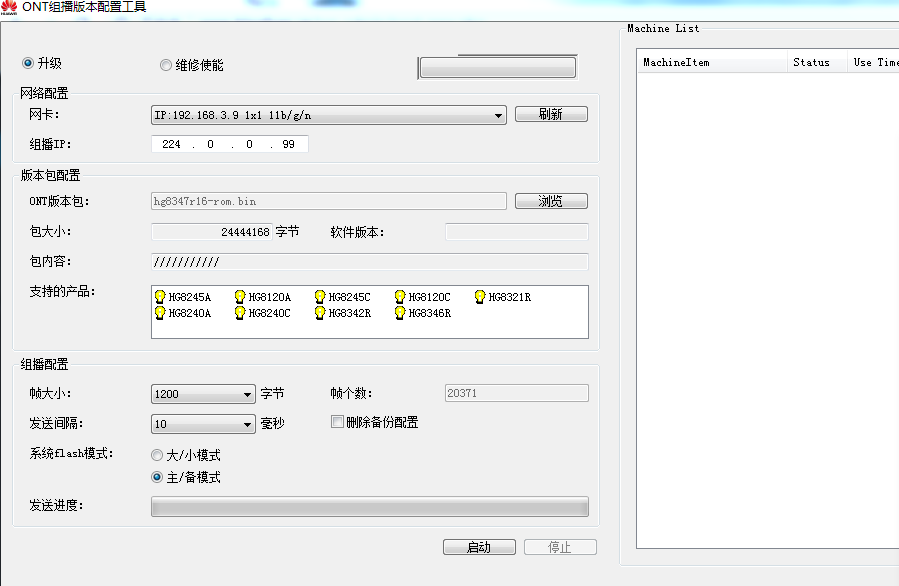 HUAWEI ONT组播版本配置工具
升级 维修使能
网络配置
网卡: IP:192.168.3.9 1x1 11b/g/n 刷新
组播IP: 224 . 0 . 0 . 99
版本包配置
ONT版本包: hg8347r16-rom.bin 浏览
包大小: 24444168 字节 软件版本:
包内容: ///////////
支持的产品: HG8245A HG8120A HG8245C HG8120C HG8321R
HG8240A HG8240C HG8342R HG8346R
组播配置
帧大小: 1200 字节 帧个数: 20371
发送间隔: 10 毫秒 删除备份配置
系统flash模式: 大/小模式
主/备模式
发送进度:
启动 停止
Machine List
MachineItem Status Use Time